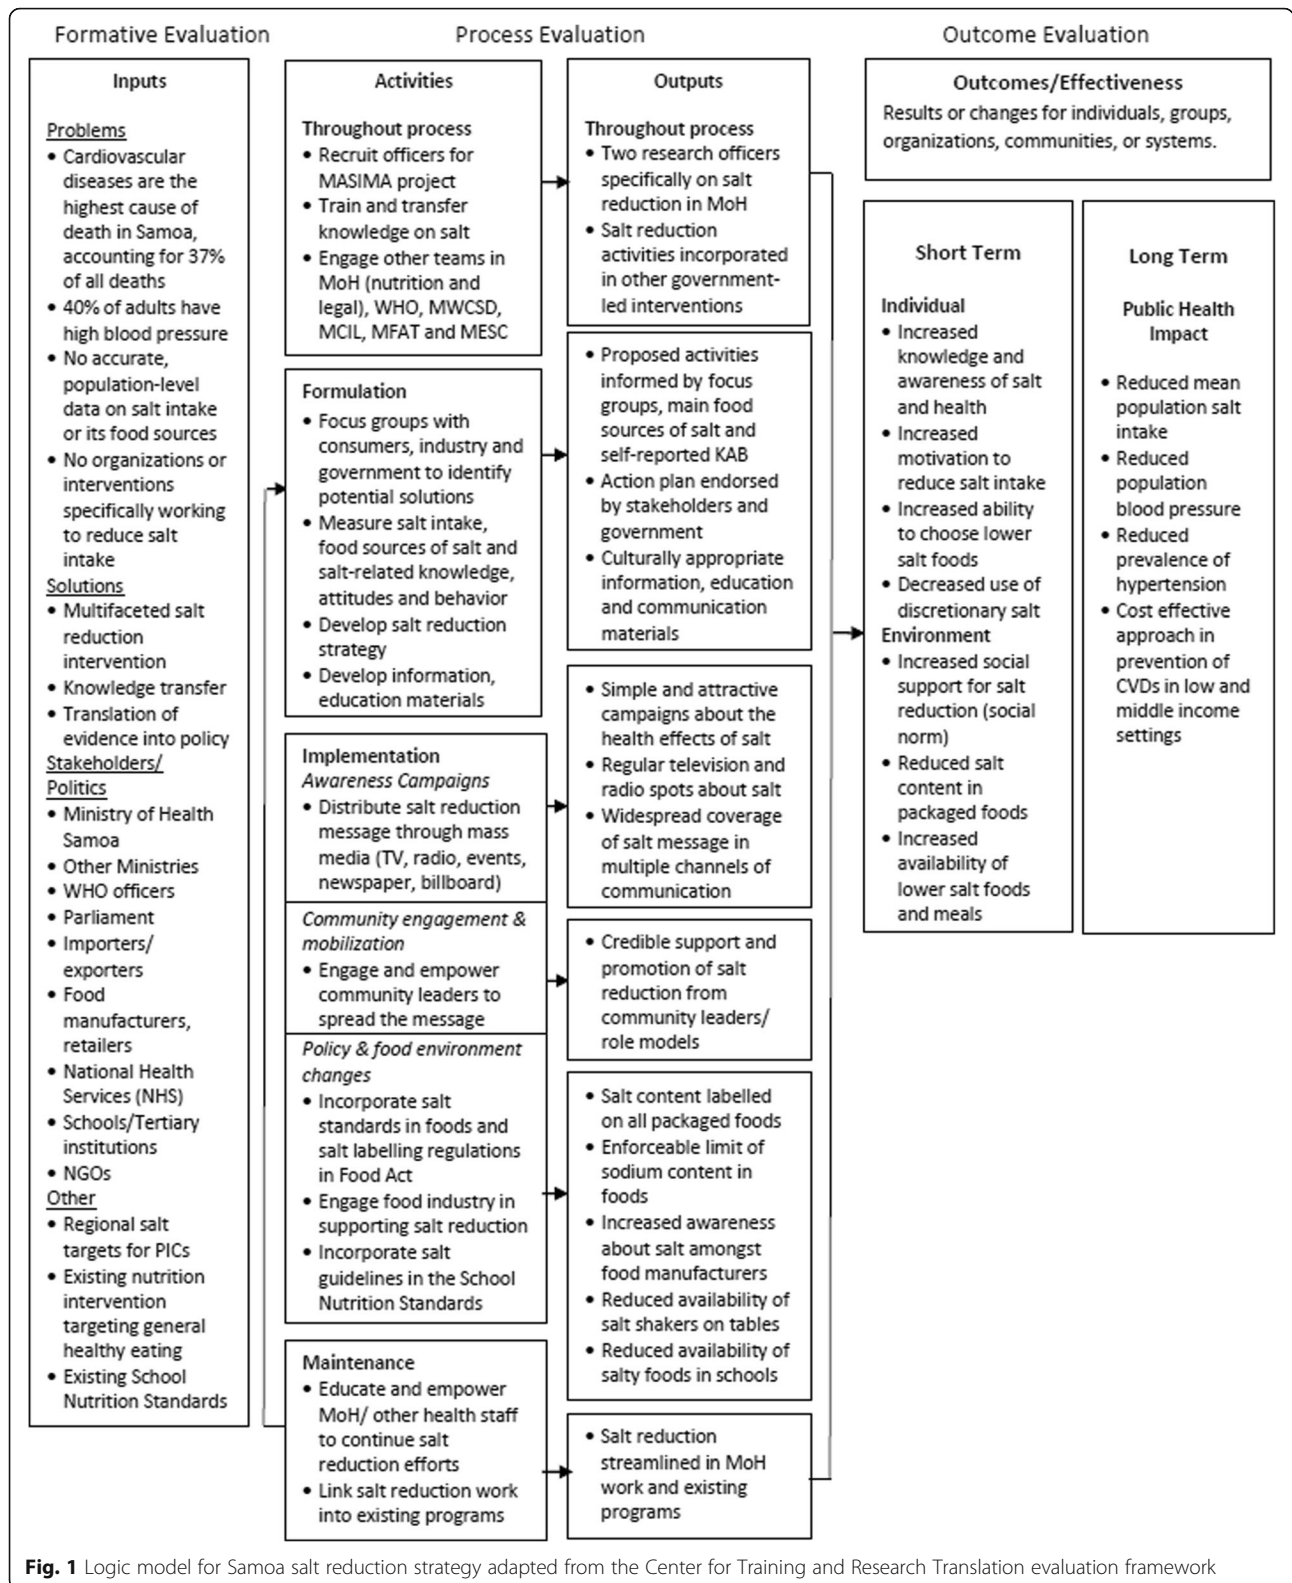 Formative Evaluation
Process Evaluation
Outcome Evaluation
Inputs
Problems
• Cardiovascular
diseases are the
highest cause of
death in Samoa,
accounting for 37%
of all deaths
• 40% of adults have
high blood pressure
• No accurate,
population-level
data on salt intake
or its food sources
• No organizations or
interventions
specifically working
to reduce salt
intake
Solutions
• Multifaceted salt
reduction
intervention
• Knowledge transfer
• Translation of
evidence into policy
Stakeholders/
Politics
• Ministry of Health
Samoa
• Other Ministries
• WHO officers
• Parliament
• Importers/
exporters
• Food
manufacturers,
retailers
• National Health
Services (NHS)
• Schools/Tertiary
institutions
• NGOs
Other
• Regional salt
targets for PICs
• Existing nutrition
intervention
targeting general
healthy eating
• Existing School
Nutrition Standards
Activities
Throughout process
• Recruit officers for
MASIMA project
• Train and transfer
knowledge on salt
• Engage other teams in
MoH (nutrition and
legal), WHO, MWCSD,
MCIL, MFAT and MESC
Formulation
• Focus groups with
consumers, industry and
government to identify
potential solutions
• Measure salt intake,
food sources of salt and
salt-related knowledge,
attitudes and behavior
• Develop salt reduction
strategy
• Develop information,
education materials
Implementation
Awareness Campaigns
• Distribute salt reduction
message through mass
media (TV, radio, events,
newspaper, billboard)
Community engagement &
mobilization
• Engage and empower
community leaders to
spread the message
Policy & food environment
changes
• Incorporate salt
standards in foods and
salt labelling regulations
in Food Act
• Engage food industry in
supporting salt reduction
• Incorporate salt
guidelines in the School
Nutrition Standards
Maintenance
• Educate and empower
MoH/ other health staff
to continue salt
reduction efforts
• Link salt reduction work
into existing programs
Outputs
Throughout process
• Two research officers
specifically on salt
reduction in MoH
• Salt reduction
activities incorporated
in other government-
led interventions
• Proposed activities
informed by focus
groups, main food
sources of salt and
self-reported KAB
• Action plan endorsed
by stakeholders and
government
• Culturally appropriate
information, education
and communication
materials
• Simple and attractive
campaigns about the
health effects of salt
• Regular television and
radio spots about salt
• Widespread coverage
of salt message in
multiple channels of
communication
• Credible support and
promotion of salt
reduction from
community leaders/
role models
• Salt content labelled
on all packaged foods
• Enforceable limit of
sodium content in
foods
• Increased awareness
about salt amongst
food manufacturers
• Reduced availability of
salt shakers on tables
• Reduced availability of
salty foods in schools
• Salt reduction
streamlined in MoH
work and existing
programs
Outcomes/Effectiveness
Results or changes for individuals, groups,
organizations, communities, or systems.
Short Term
Individual
• Increased
knowledge and
awareness of salt
and health
• Increased
motivation to
reduce salt intake
• Increased ability
to choose lower
salt foods
• Decreased use of
discretionary salt
Environment
• Increased social
support for salt
reduction (social
norm)
• Reduced salt
content in
packaged foods
• Increased
availability of
lower salt foods
and meals
Long Term
Public Health
Impact
• Reduced mean
population salt
intake
• Reduced
population
blood pressure
• Reduced
prevalence of
hypertension
• Cost effective
approach in
prevention of
CVDs in low and
middle income
settings
Fig. 1 Logic model for Samoa salt reduction strategy adapted from the Center for Training and Research Translation evaluation framework